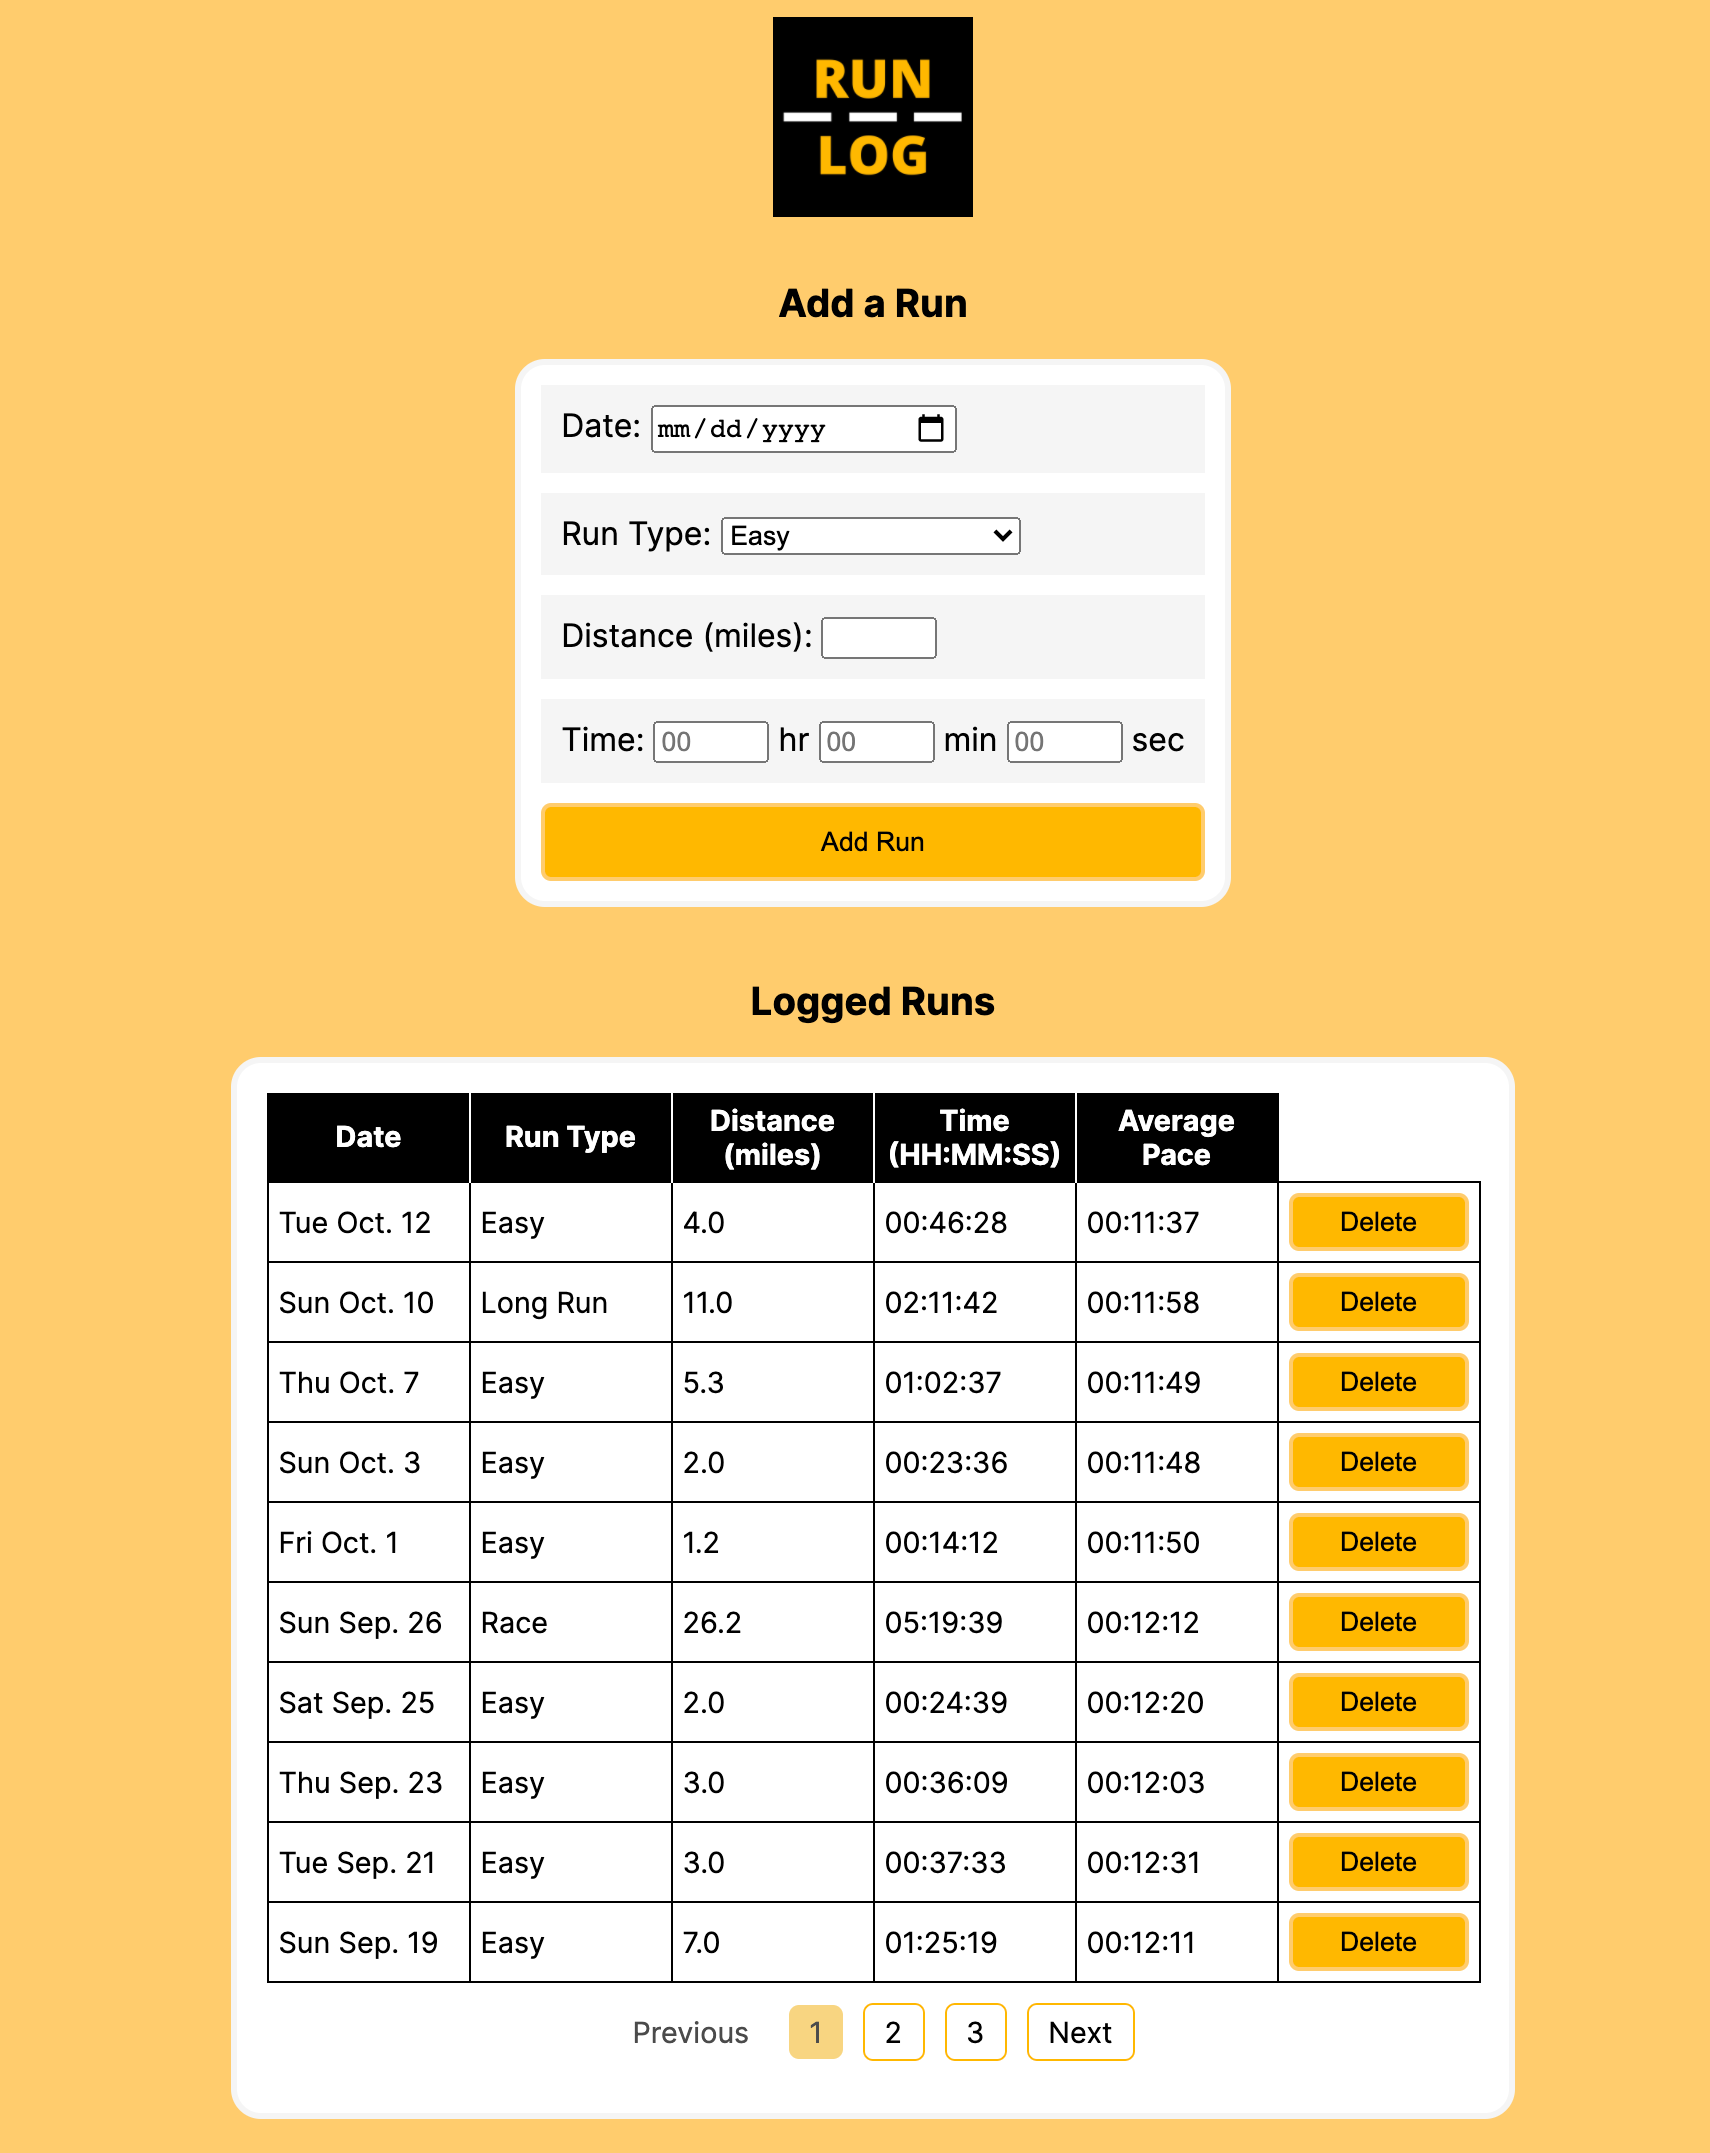 RUN
LOG
Add a Run
Date: mm/dd/yyyy
Run Type: Easy
Distance (miles):
Time: 00 hr 00 min 00 sec
Add Run
Logged Runs
Date Run Type Distance (miles) Time (HH:MM:SS) Average Pace
Tue Oct. 12 Easy 4.0 00:46:28 00:11:37 Delete
Sun Oct. 10 Long Run 11.0 02:11:42 00:11:58 Delete
Thu Oct. 7 Easy 5.3 01:02:37 00:11:49 Delete
Sun Oct. 3 Easy 2.0 00:23:36 00:11:48 Delete
Fri Oct. 1 Easy 1.2 00:14:12 00:11:50 Delete
Sun Sep. 26 Race 26.2 05:19:39 00:12:12 Delete
Sat Sep. 25 Easy 2.0 00:24:39 00:12:20 Delete
Thu Sep. 23 Easy 3.0 00:36:09 00:12:03 Delete
Tue Sep. 21 Easy 3.0 00:37:33 00:12:31 Delete
Sun Sep. 19 Easy 7.0 01:25:19 00:12:11 Delete
Previous 1 2 3 Next